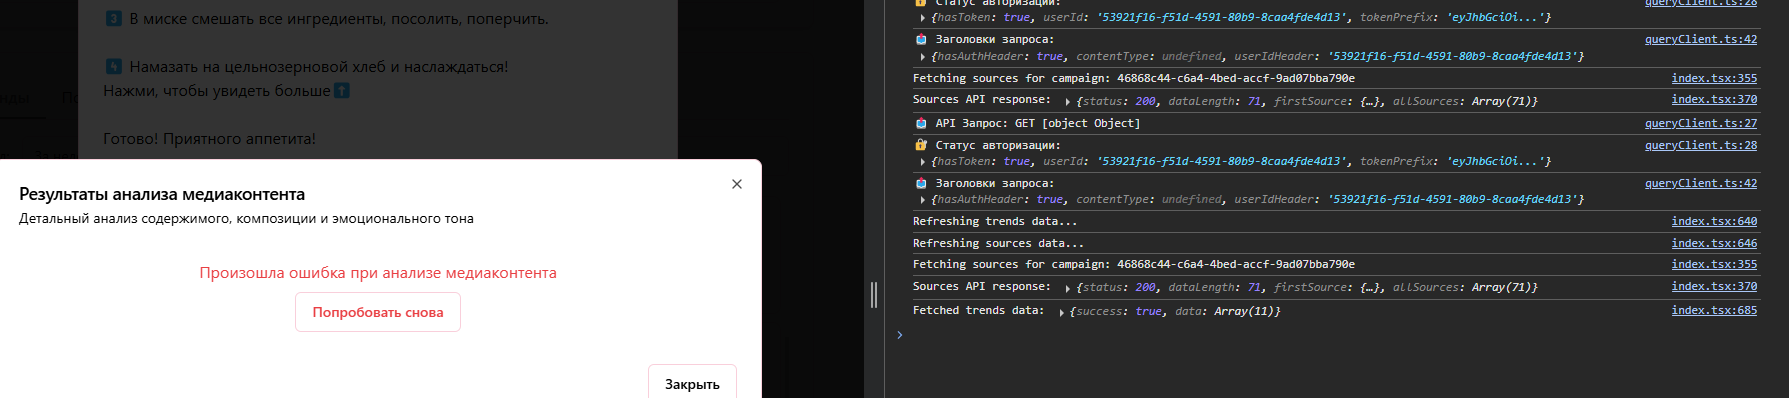 3 В миске смешать все ингредиенты, посолить, поперчить.
4 Намазать на цельнозерновой хлеб и наслаждаться!
Нажми, чтобы увидеть больше
Готово! Приятного аппетита!
Результаты анализа медиаконтента
Детальный анализ содержимого, композиции и эмоционального тона
Произошла ошибка при анализе медиаконтента
Попробовать снова
Закрыть
Статус авторизации: queryClient.ts:28
{hasToken: true, userId: '53921f16-f51d-4591-80b9-8caa4fde4d13', tokenPrefix: 'eyJhbGciOi...'}
Заголовки запроса: queryClient.ts:42
{hasAuthHeader: true, contentType: undefined, userIdHeader: '53921f16-f51d-4591-80b9-8caa4fde4d13'}
Fetching sources for campaign: 46868c44-c6a4-4bed-accf-9ad07bba790e index.tsx:355
Sources API response: {status: 200, dataLength: 71, firstSource: {…}, allSources: Array(71)} index.tsx:370
API Запрос: GET [object Object] queryClient.ts:27
Статус авторизации: queryClient.ts:28
{hasToken: true, userId: '53921f16-f51d-4591-80b9-8caa4fde4d13', tokenPrefix: 'eyJhbGciOi...'}
Заголовки запроса: queryClient.ts:42
{hasAuthHeader: true, contentType: undefined, userIdHeader: '53921f16-f51d-4591-80b9-8caa4fde4d13'}
Refreshing trends data... index.tsx:640
Refreshing sources data... index.tsx:646
Fetching sources for campaign: 46868c44-c6a4-4bed-accf-9ad07bba790e index.tsx:355
Sources API response: {status: 200, dataLength: 71, firstSource: {…}, allSources: Array(71)} index.tsx:370
Fetched trends data: {success: true, data: Array(11)} index.tsx:685